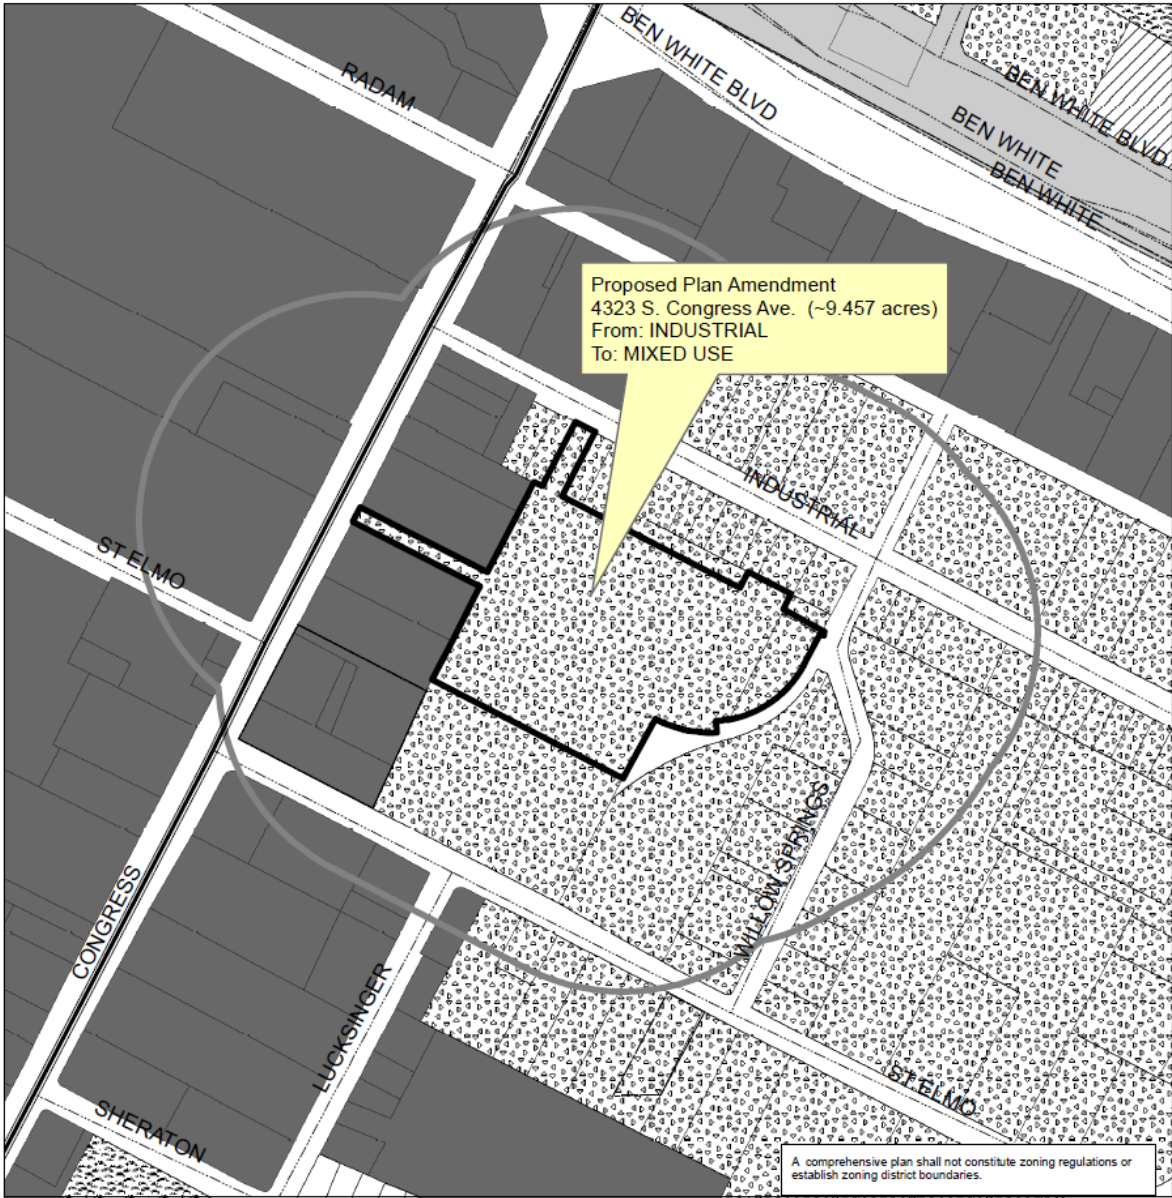 BEN WHITE BLVD
RADAM
BEN WHITE BLVD
BEN WHITE
BEN WHITE
Proposed Plan Amendment
4323 S. Congress Ave. (~9.457 acres)
From: INDUSTRIAL
To: MIXED USE
INDUSTRIAL
ST ELMO
WILLOW SPRINGS
CONGRESS
LUCKSINGER
ST ELMO
SHERATON
A comprehensive plan shall not constitute zoning regulations or
establish zoning district boundaries.